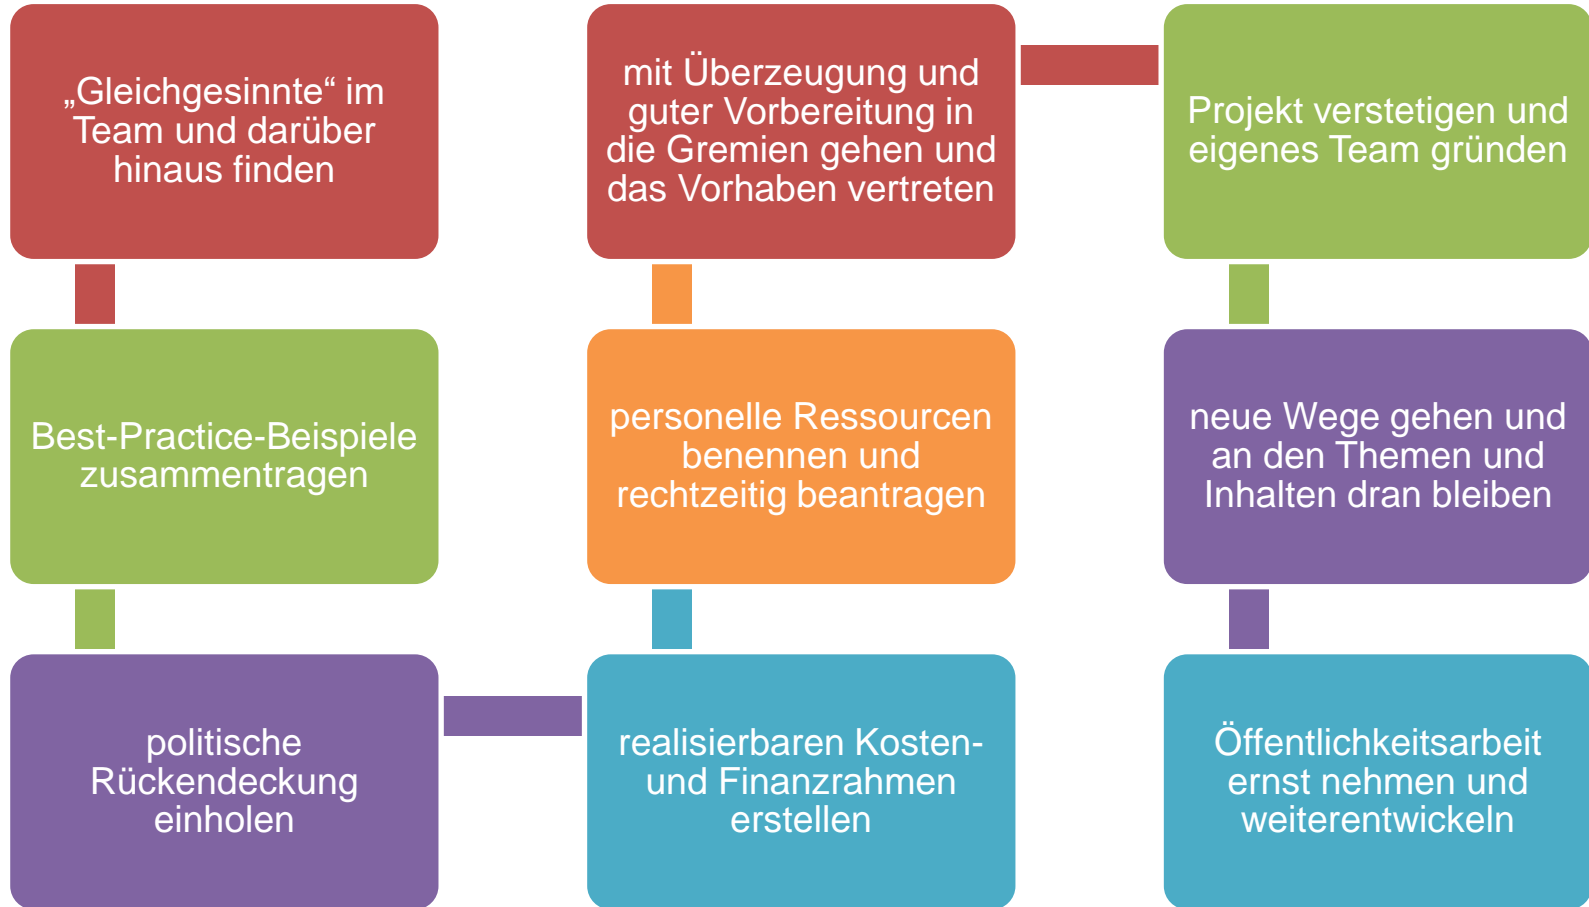 „Gleichgesinnte“ im
Team und darüber
hinaus finden
Best-Practice-Beispiele
zusammentragen
politische
Rückendeckung
einholen
realisierbaren Kosten-
und Finanzrahmen
erstellen
personelle Ressourcen
benennen und
rechtzeitig beantragen
mit Überzeugung und
guter Vorbereitung in
die Gremien gehen und
das Vorhaben vertreten
Projekt verstetigen und
eigenes Team gründen
neue Wege gehen und
an den Themen und
Inhalten dran bleiben
Öffentlichkeitsarbeit
ernst nehmen und
weiterentwickeln